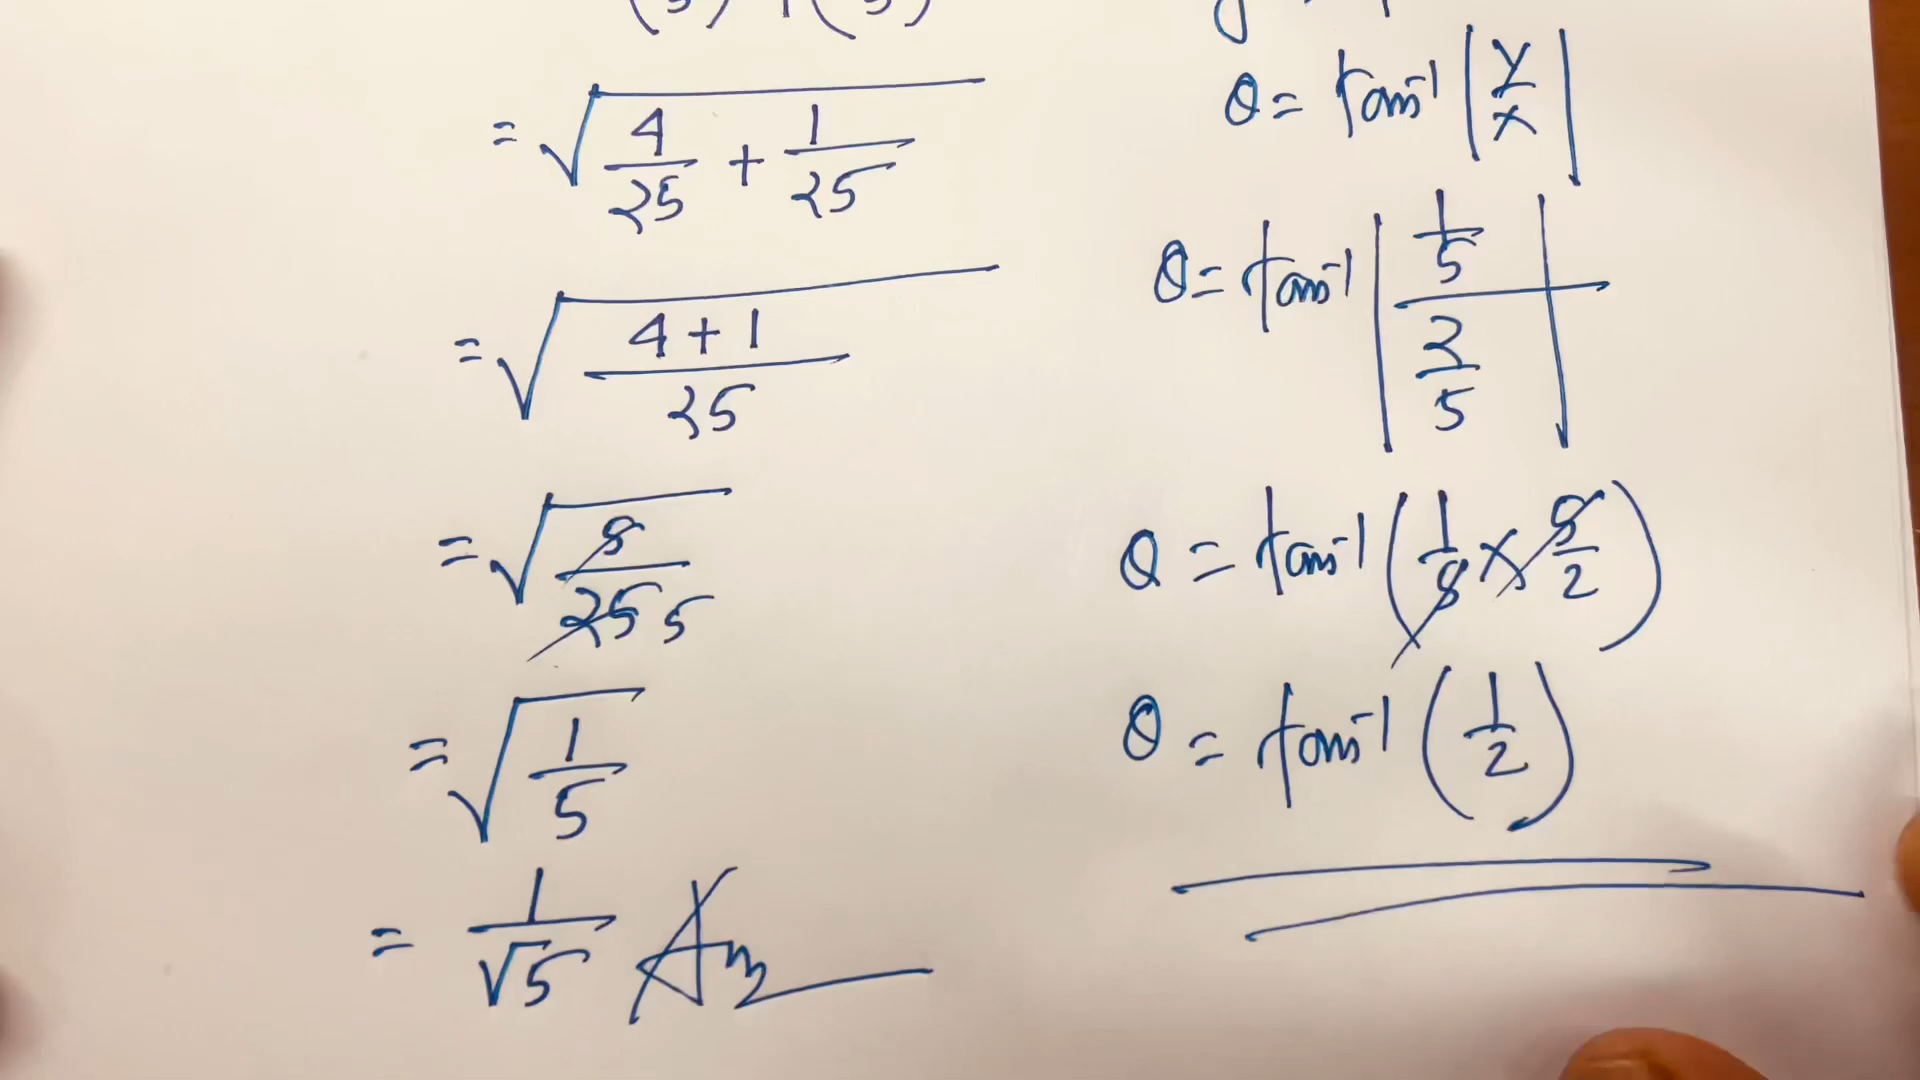 = √(4/25 + 1/25)
= √((4+1)/25)
= √(5/25) 5
= √(1/5)
= 1/√5 Ans
θ = tan⁻¹ |y/x|
θ = tan⁻¹ |(1/5)/(2/5)|
θ = tan⁻¹ (1/5 × 5/2)
θ = tan⁻¹ (1/2)